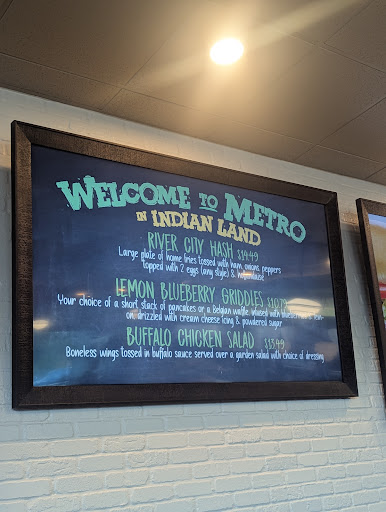 WELCOME TO METRO
IN INDIAN LAND
RIVER CITY HASH $14.49
Large plate of home fries tossed with ham, onions, peppers
topped with 2 eggs (any style) &
LEMON BLUEBERRY GRIDDLES
Your choice of a short stack of pancakes or a Belgian waffle infused with
on, drizzled with cream cheese icing & powdered sugar
BUFFALO CHICKEN SALAD $13.49
Boneless wings tossed in buffalo sauce served over a garden salad with choice of dressing